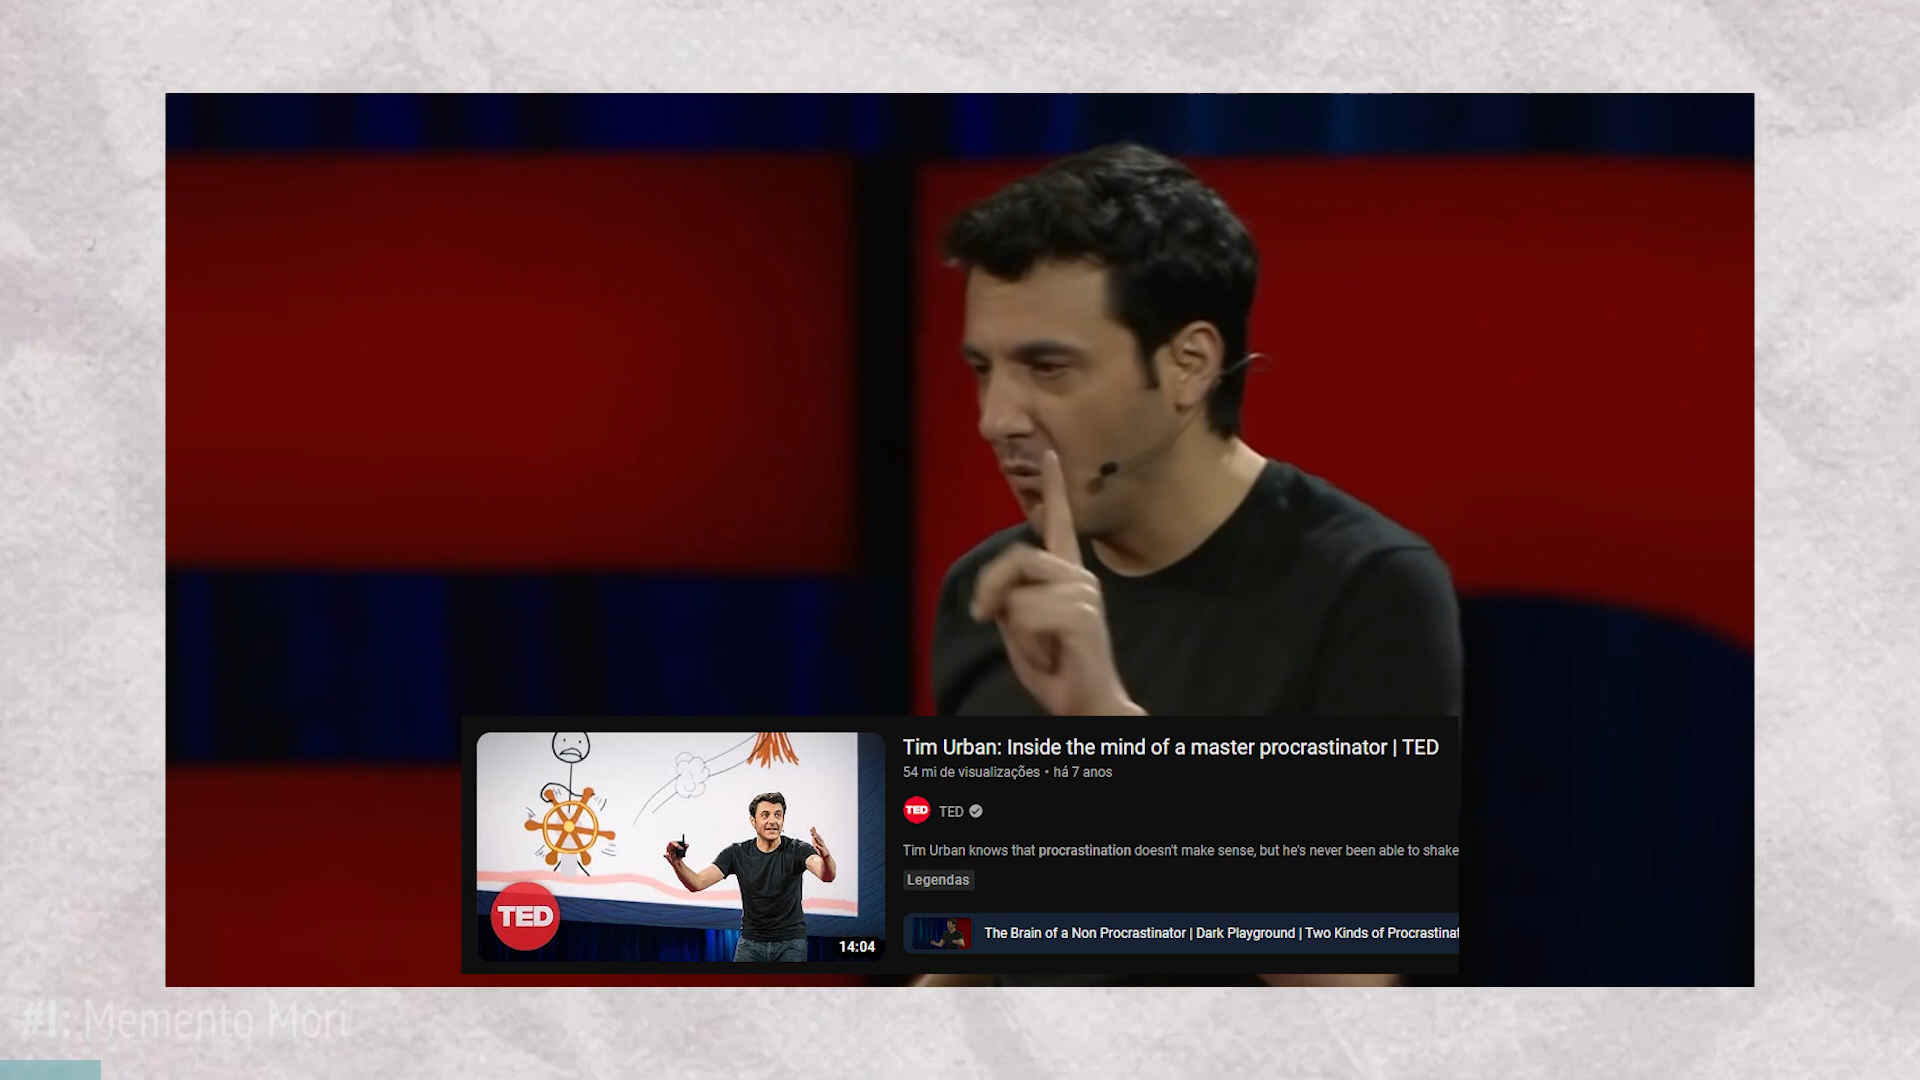 Tim Urban: Inside the mind of a master procrastinator | TED
54 mi de visualizações • há 7 anos
TED
TED
Tim Urban knows that procrastination doesn't make sense, but he's never been able to shake
Legendas
TED
14:04
The Brain of a Non Procrastinator | Dark Playground | Two Kinds of Procrastinat
#I: Memento Mori